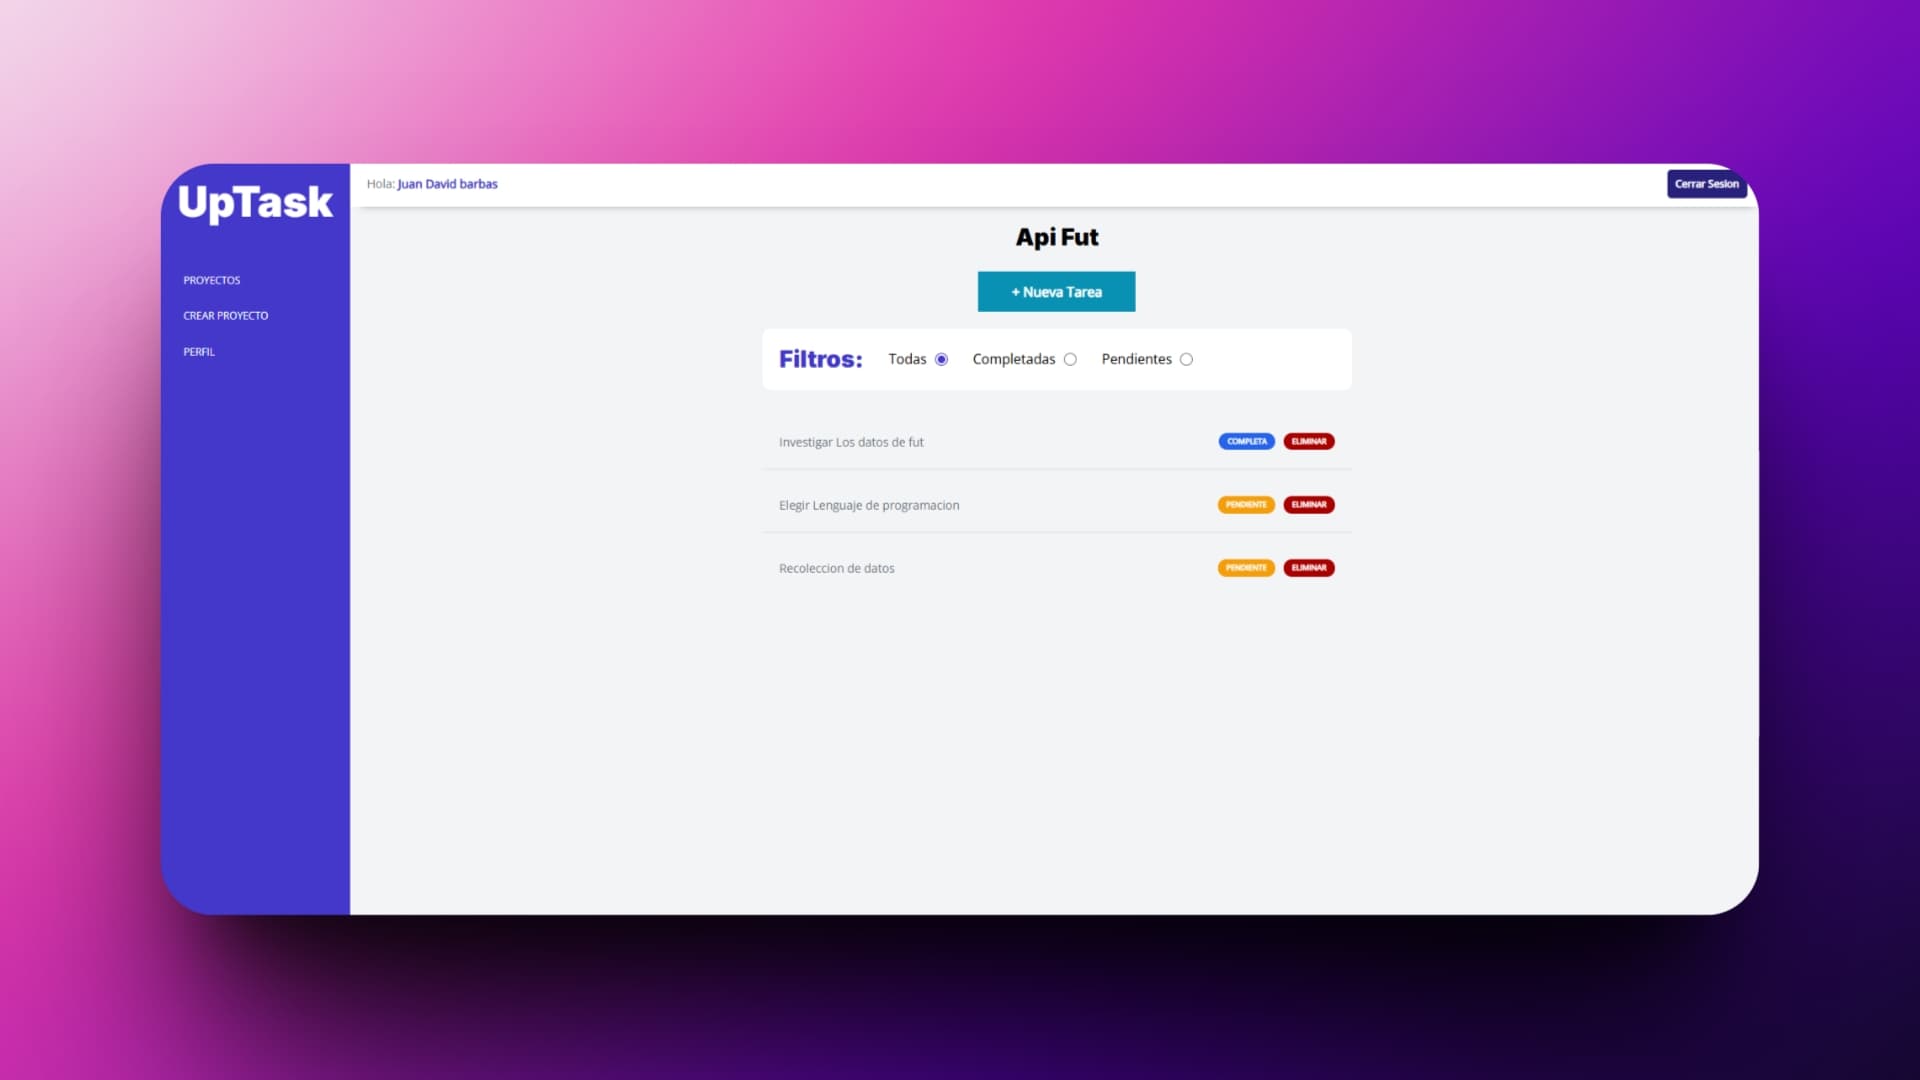 UpTask
Hola: Juan David barbas
Cerrar Sesion
PROYECTOS
CREAR PROYECTO
PERFIL
Api Fut
+ Nueva Tarea
Filtros: Todas Completadas Pendientes
Investigar Los datos de fut COMPLETA ELIMINAR
Elegir Lenguaje de programacion PENDIENTE ELIMINAR
Recoleccion de datos PENDIENTE ELIMINAR